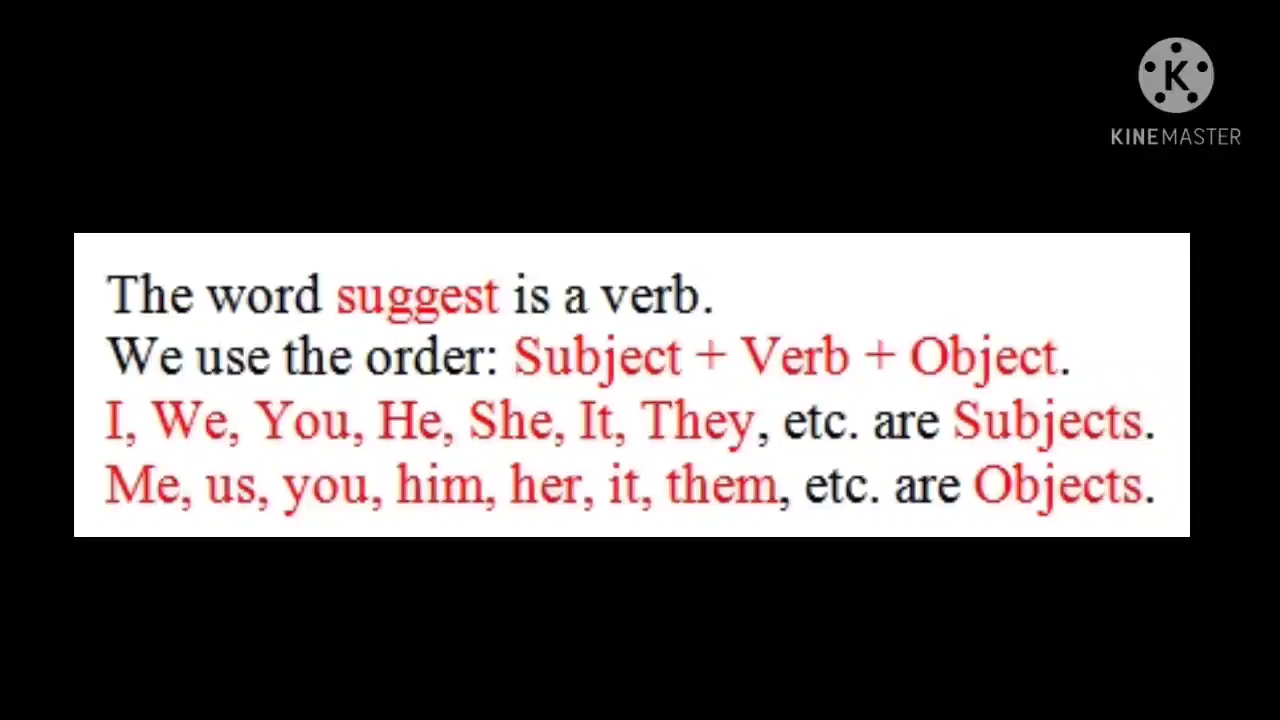 K
KINEMASTER
The word suggest is a verb.
We use the order: Subject + Verb + Object.
I, We, You, He, She, It, They, etc. are Subjects.
Me, us, you, him, her, it, them, etc. are Objects.